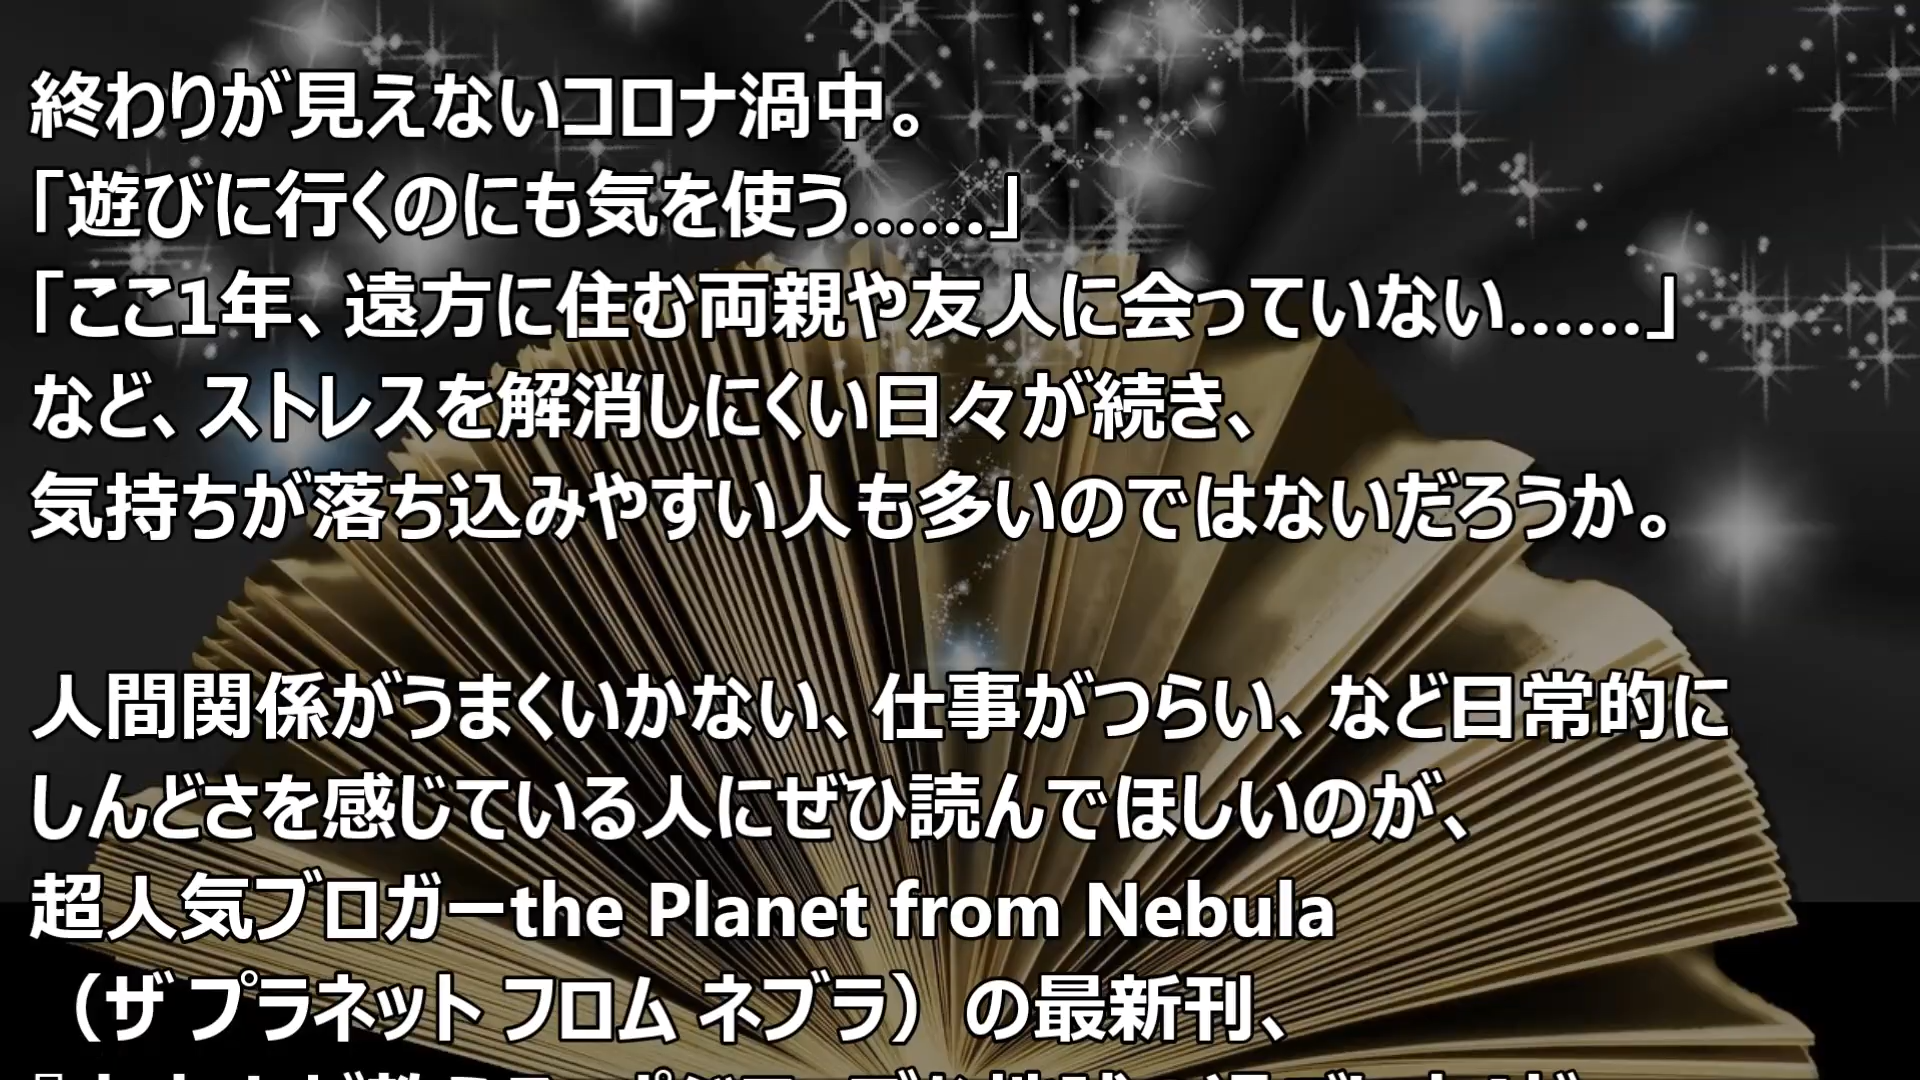 終わりが見えないコロナ渦中。
「遊びに行くのにも気を使う……」
「ここ1年、遠方に住む両親や友人に会っていない……」
など、ストレスを解消しにくい日々が続き、
気持ちが落ち込みやすい人も多いのではないだろうか。
人間関係がうまくいかない、仕事がつらい、など日常的に
しんどさを感じている人にぜひ読んでほしいのが、
超人気ブロガーthe Planet from Nebula
（ザ プラネット フロム ネブラ）の最新刊、